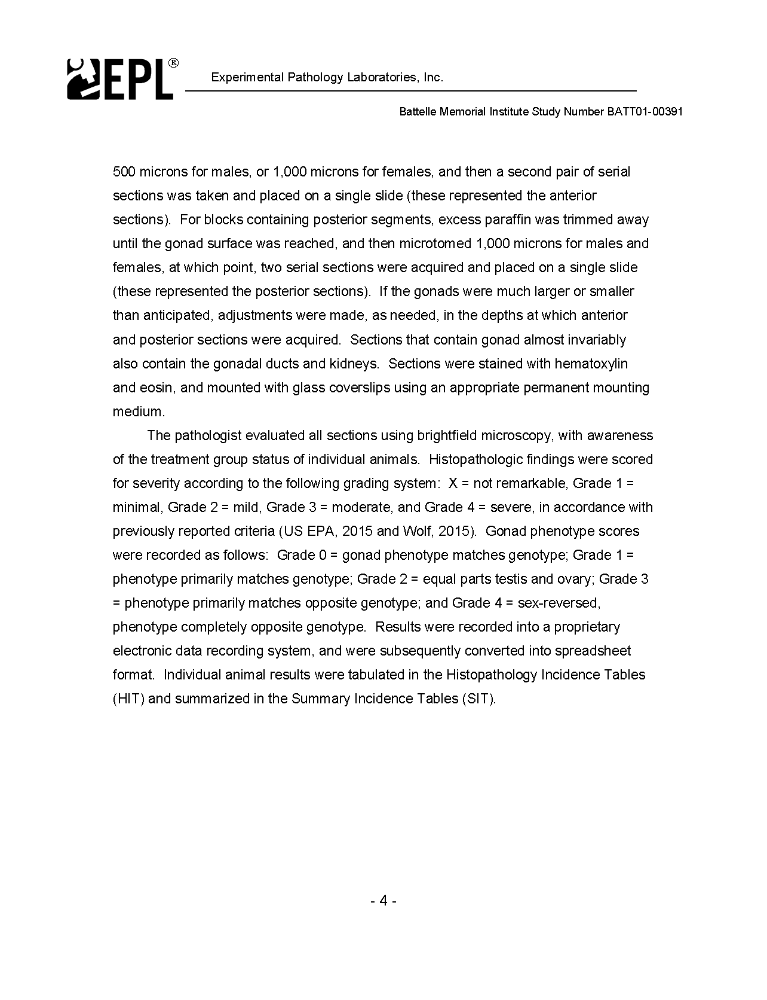 EPL®
Experimental Pathology Laboratories, Inc.
Battelle Memorial Institute Study Number BATT01-00391
500 microns for males, or 1,000 microns for females, and then a second pair of serial
sections was taken and placed on a single slide (these represented the anterior
sections).  For blocks containing posterior segments, excess paraffin was trimmed away
until the gonad surface was reached, and then microtomed 1,000 microns for males and
females, at which point, two serial sections were acquired and placed on a single slide
(these represented the posterior sections).  If the gonads were much larger or smaller
than anticipated, adjustments were made, as needed, in the depths at which anterior
and posterior sections were acquired.  Sections that contain gonad almost invariably
also contain the gonadal ducts and kidneys.  Sections were stained with hematoxylin
and eosin, and mounted with glass coverslips using an appropriate permanent mounting
medium.
The pathologist evaluated all sections using brightfield microscopy, with awareness
of the treatment group status of individual animals.  Histopathologic findings were scored
for severity according to the following grading system:  X = not remarkable, Grade 1 =
minimal, Grade 2 = mild, Grade 3 = moderate, and Grade 4 = severe, in accordance with
previously reported criteria (US EPA, 2015 and Wolf, 2015).  Gonad phenotype scores
were recorded as follows:  Grade 0 = gonad phenotype matches genotype; Grade 1 =
phenotype primarily matches genotype; Grade 2 = equal parts testis and ovary; Grade 3
= phenotype primarily matches opposite genotype; and Grade 4 = sex-reversed,
phenotype completely opposite genotype.  Results were recorded into a proprietary
electronic data recording system, and were subsequently converted into spreadsheet
format.  Individual animal results were tabulated in the Histopathology Incidence Tables
(HIT) and summarized in the Summary Incidence Tables (SIT).
- 4 -